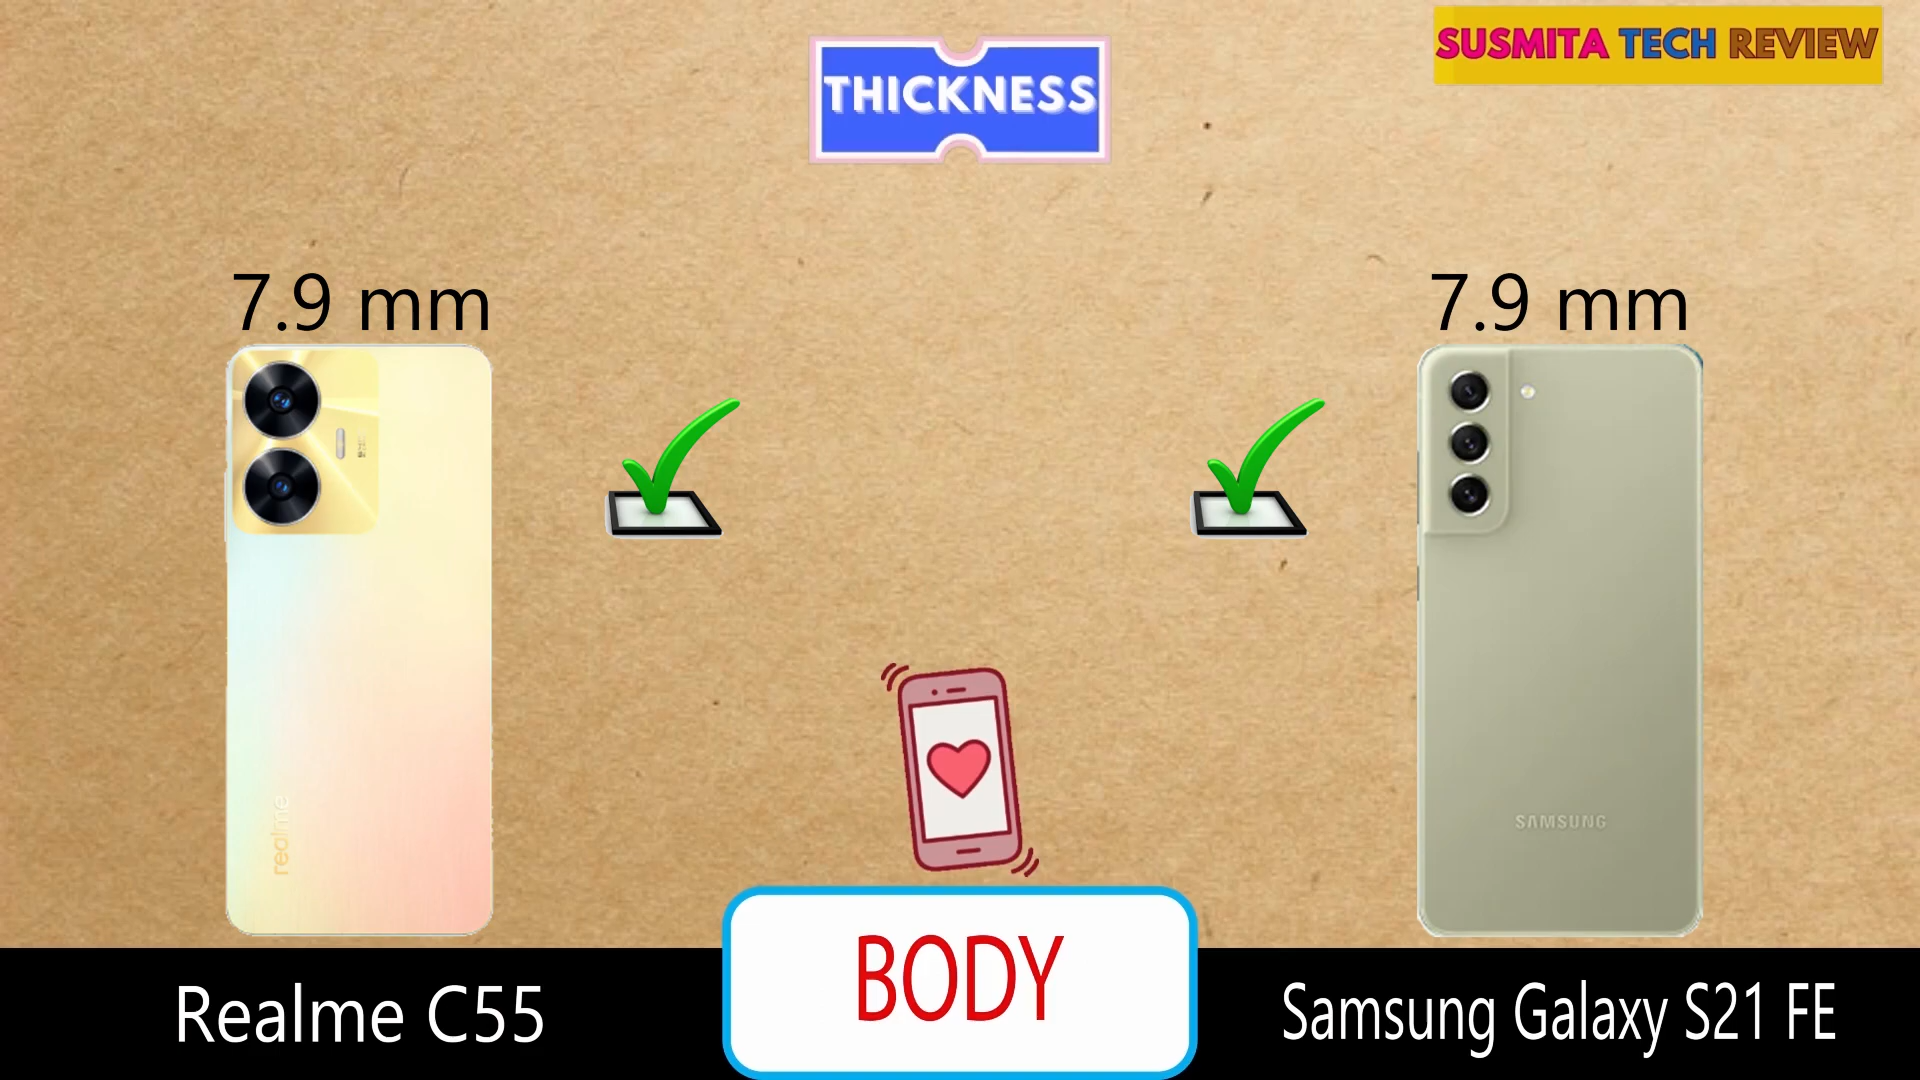 SUSMITA TECH REVIEW
THICKNESS
7.9 mm
7.9 mm
realme
SAMSUNG
BODY
Realme C55
Samsung Galaxy S21 FE